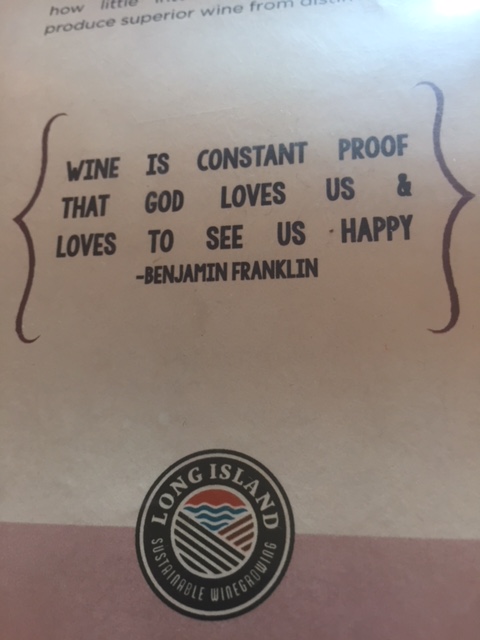 how little
produce superior wine from
WINE IS CONSTANT PROOF
THAT GOD LOVES US &
LOVES TO SEE US HAPPY
-BENJAMIN FRANKLIN
LONG ISLAND
SUSTAINABLE WINEGROWING